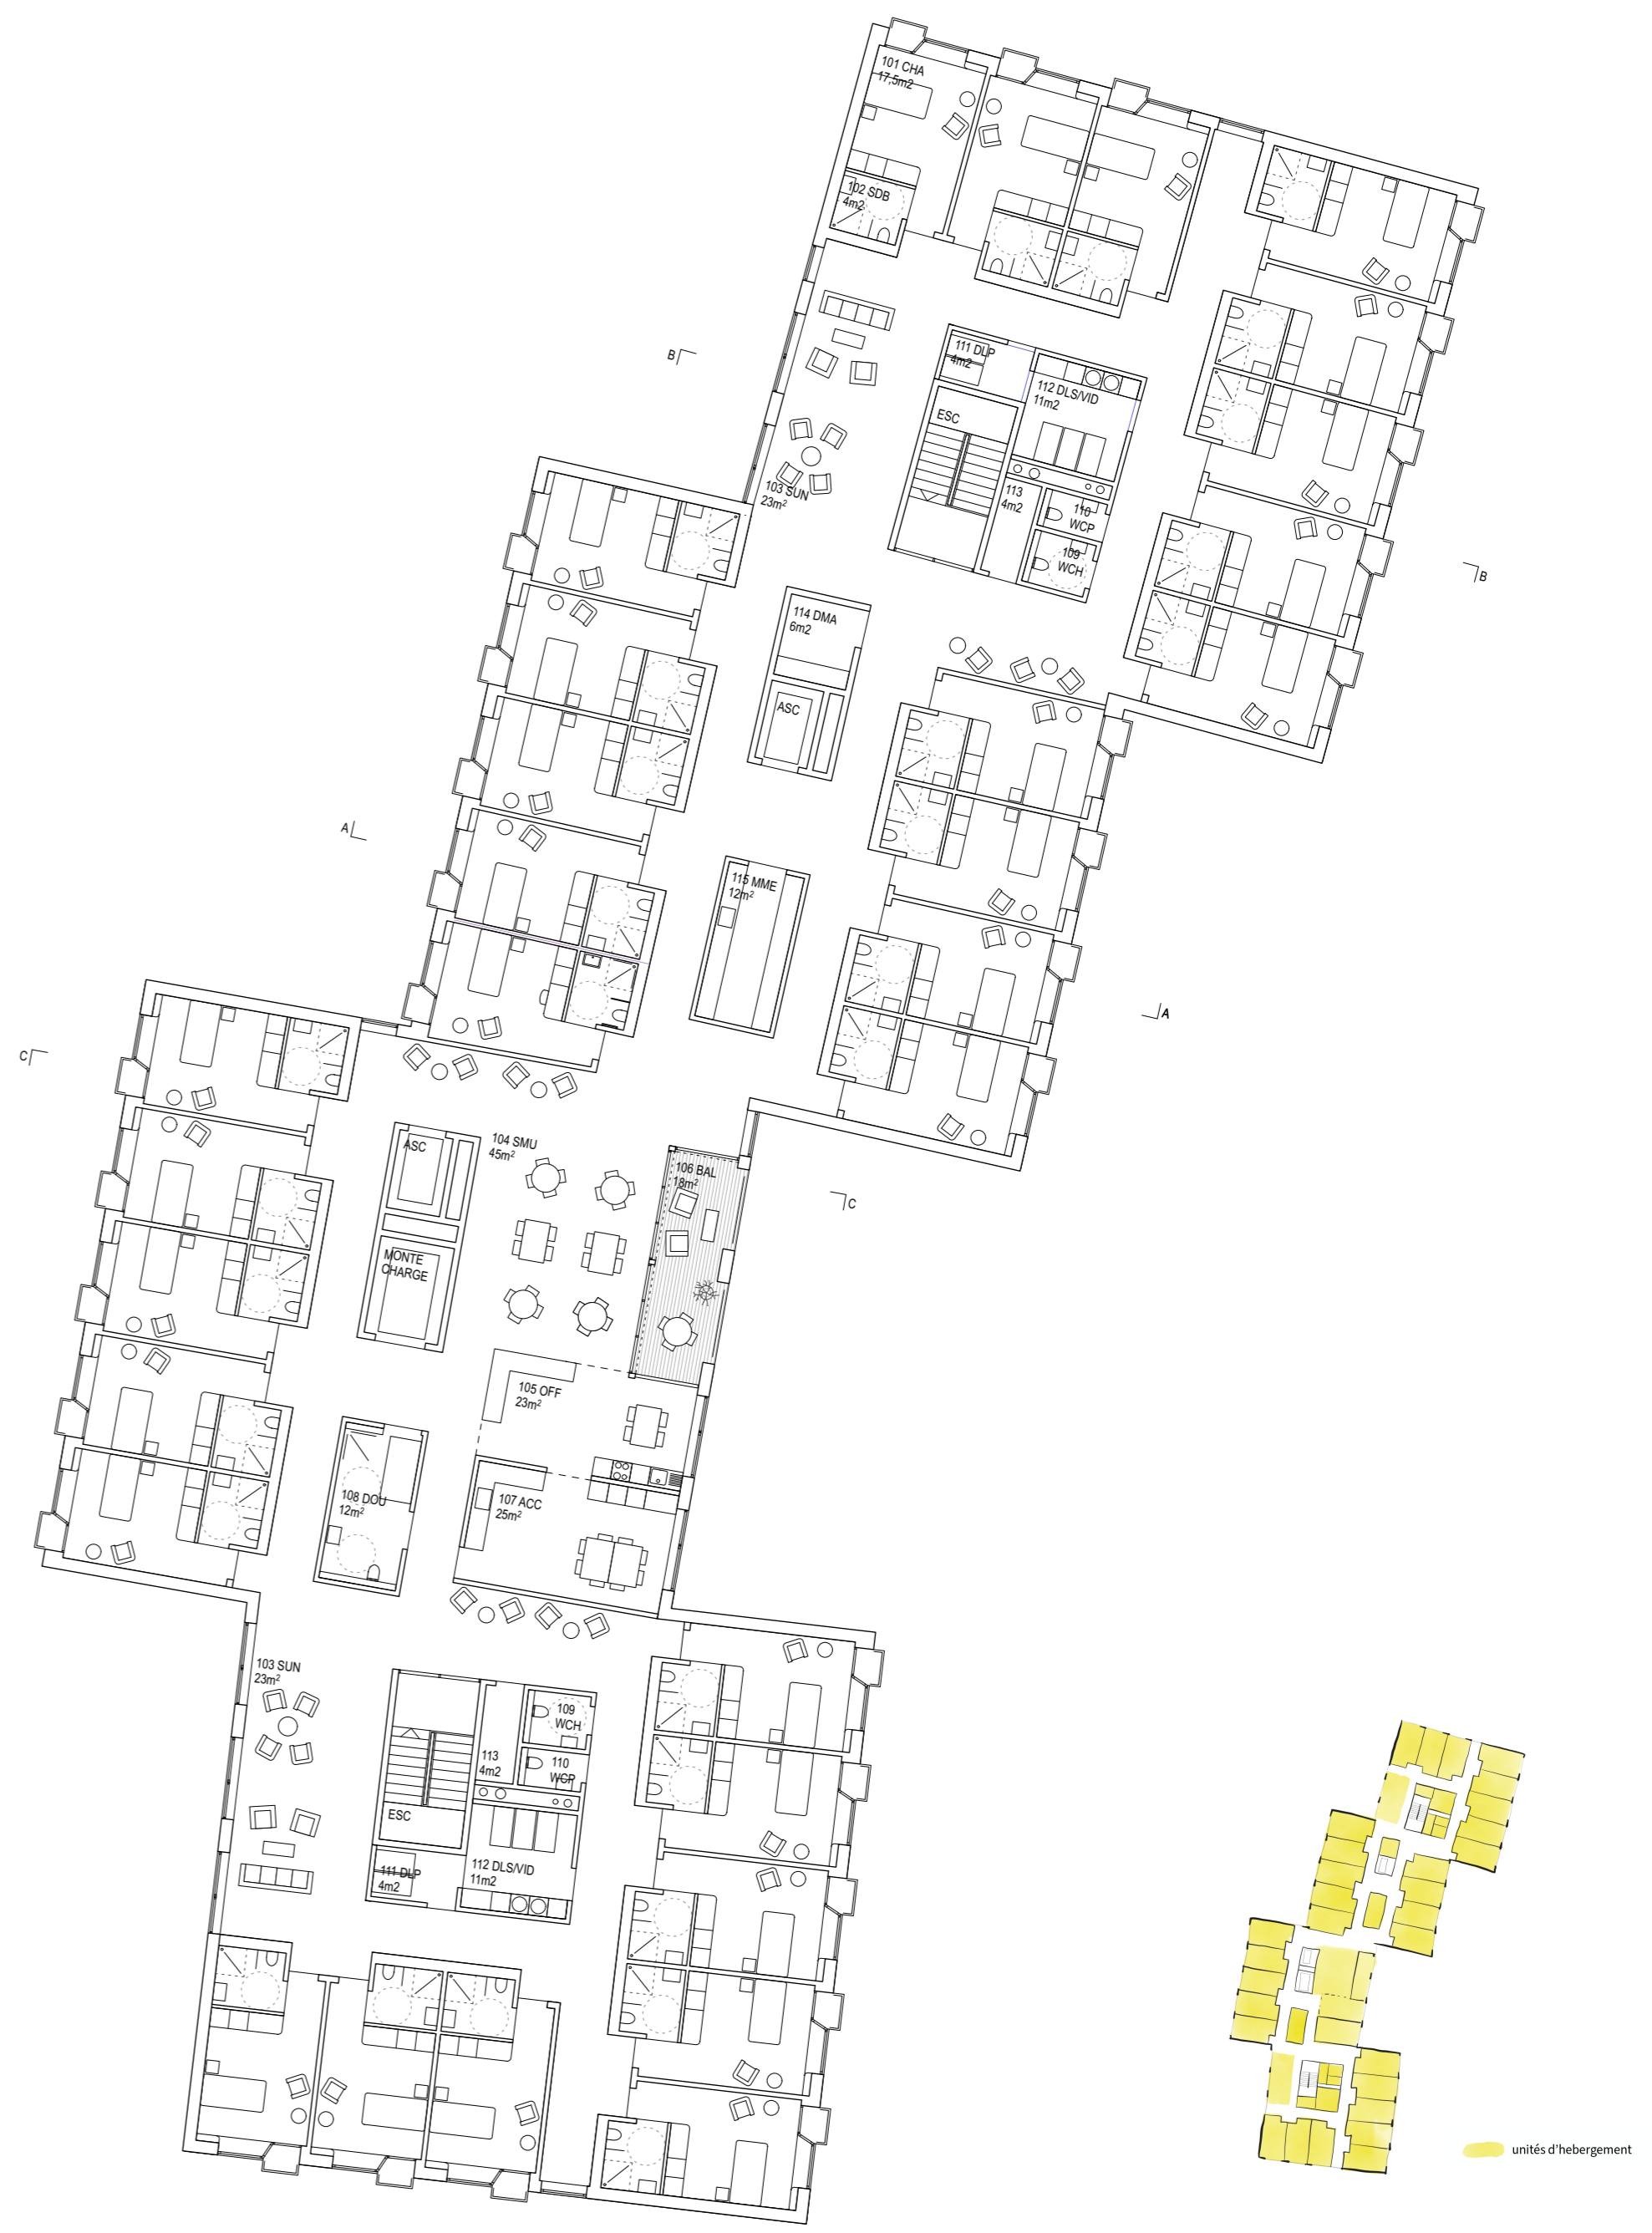 101 CHA
17,5m2
102 SDB
4m2
B
111 DLP
4m2
112 DLS/VID
11m2
ESC
103 SUN
23m²
113
4m2
110
WCP
109
WCH
B
114 DMA
6m2
ASC
A
115 MME
12m²
A
C
104 SMU
45m²
ASC
106 BAL
18m²
C
MONTE
CHARGE
105 OFF
23m²
108 DOU
12m²
107 ACC
25m²
103 SUN
23m²
109
WCH
113
4m2
110
WCP
ESC
111 DLP
4m2
112 DLS/VID
11m2
unités d'hebergement